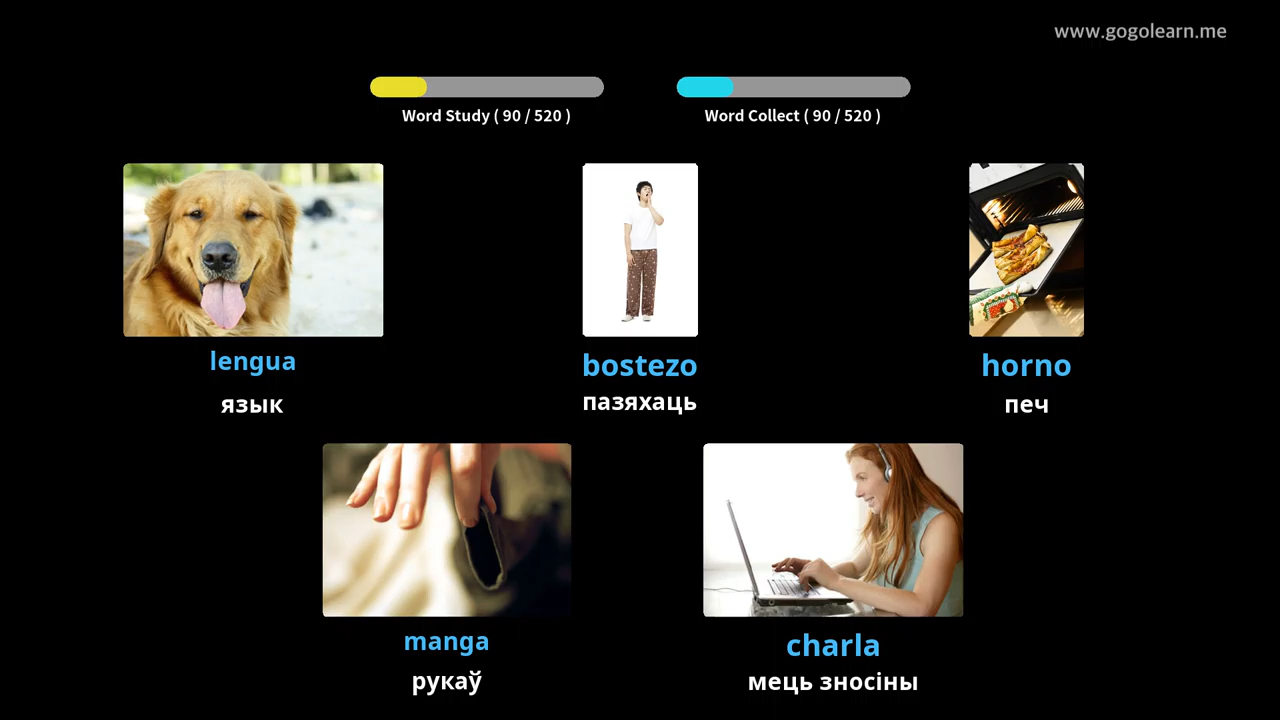 www.gogolearn.me
Word Study ( 90 / 520 )
Word Collect ( 90 / 520 )
lengua
язык
bostezo
пазяхаць
horno
печ
manga
рукаў
charla
мець зносіны